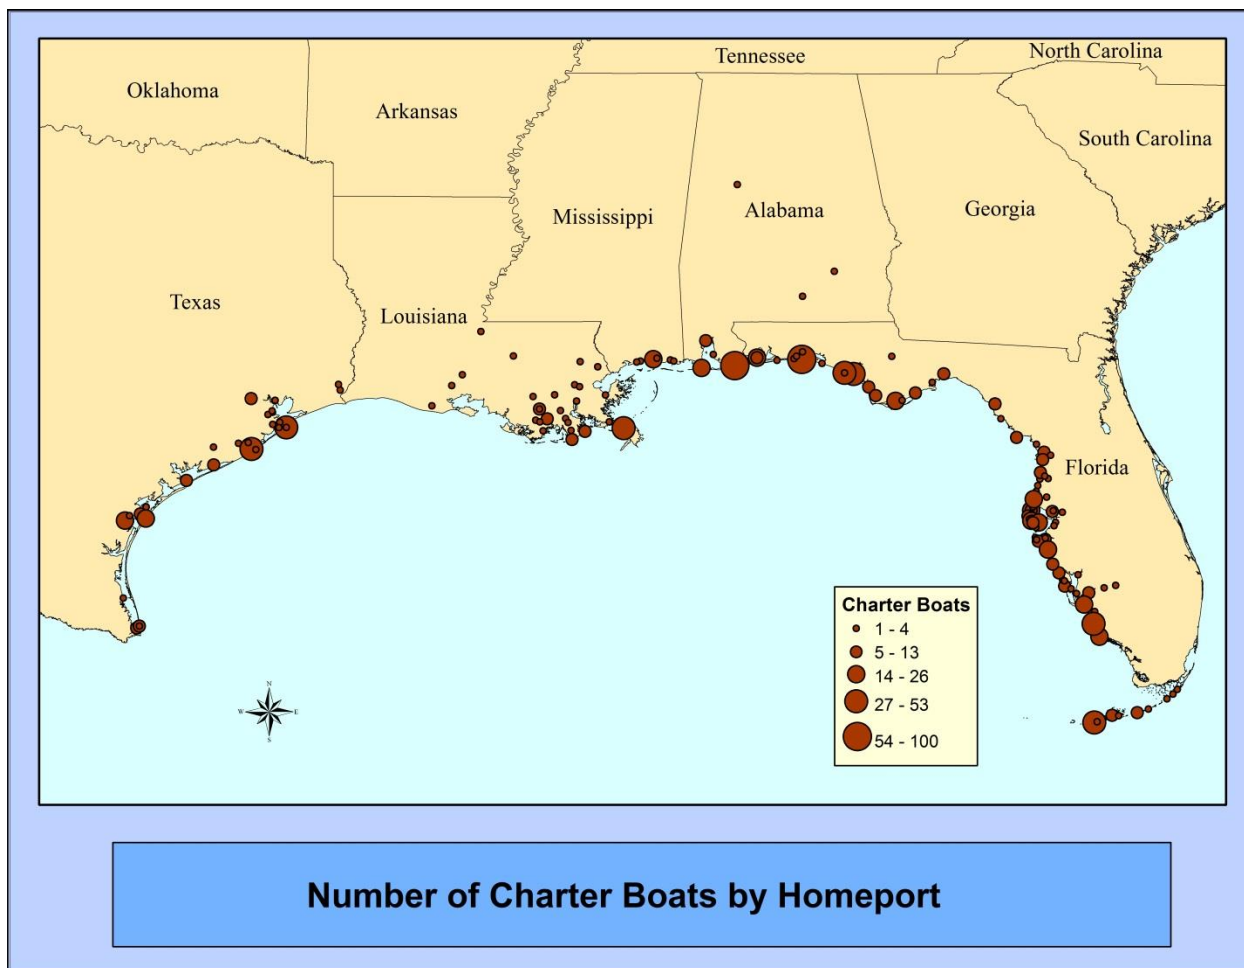 Tennessee
North Carolina
Oklahoma
Arkansas
South Carolina
Mississippi
Alabama
Georgia
Texas
Louisiana
Florida
Charter Boats
1 - 4
5 - 13
14 - 26
27 - 53
54 - 100
N
W E
S
Number of Charter Boats by Homeport